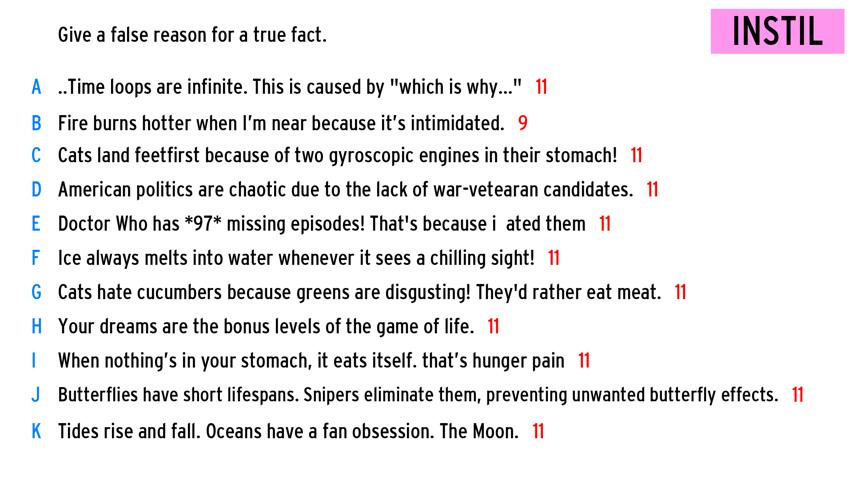 INSTIL
Give a false reason for a true fact.
A ..Time loops are infinite. This is caused by "which is why..." 11
B Fire burns hotter when I'm near because it's intimidated. 9
C Cats land feetfirst because of two gyroscopic engines in their stomach! 11
D American politics are chaotic due to the lack of war-vetearan candidates. 11
E Doctor Who has *97* missing episodes! That's because i ated them 11
F Ice always melts into water whenever it sees a chilling sight! 11
G Cats hate cucumbers because greens are disgusting! They'd rather eat meat. 11
H Your dreams are the bonus levels of the game of life. 11
I When nothing's in your stomach, it eats itself. that's hunger pain 11
J Butterflies have short lifespans. Snipers eliminate them, preventing unwanted butterfly effects. 11
K Tides rise and fall. Oceans have a fan obsession. The Moon. 11